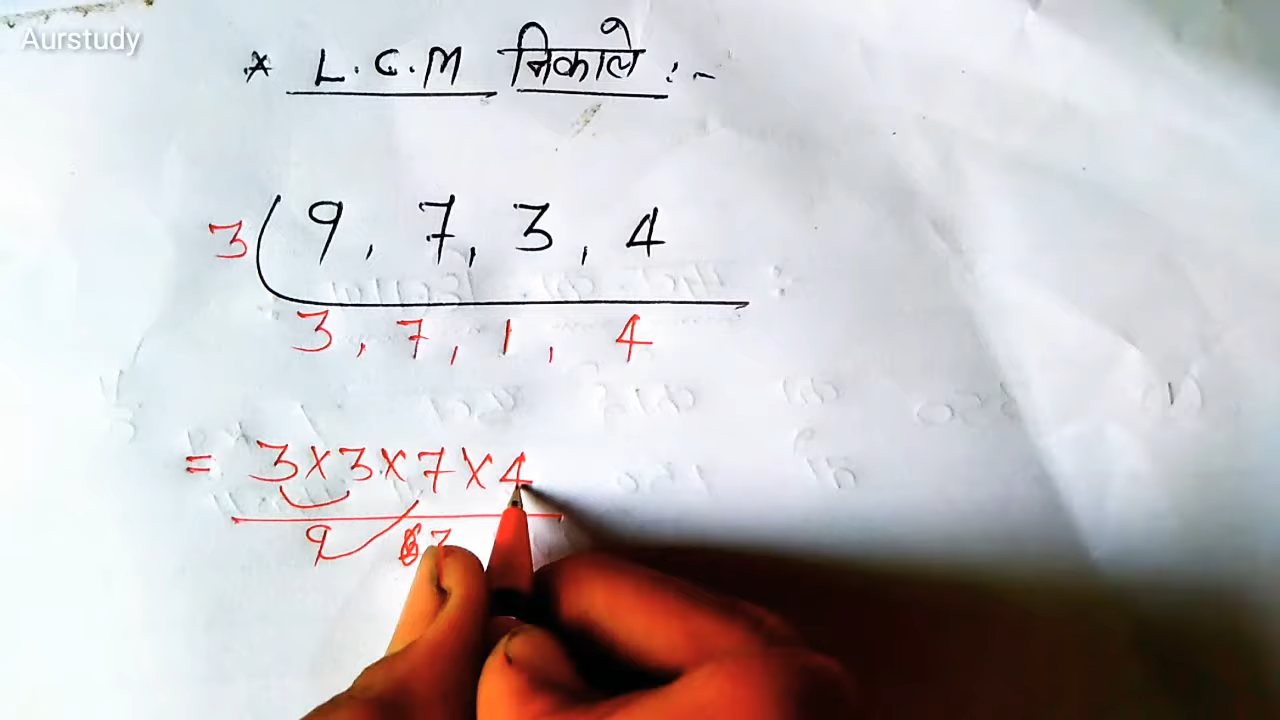 Aurstudy
* L.C.M निकाले :-
3 ( 9, 7, 3, 4
3, 7, 1, 4
= 3×3×7×4
9